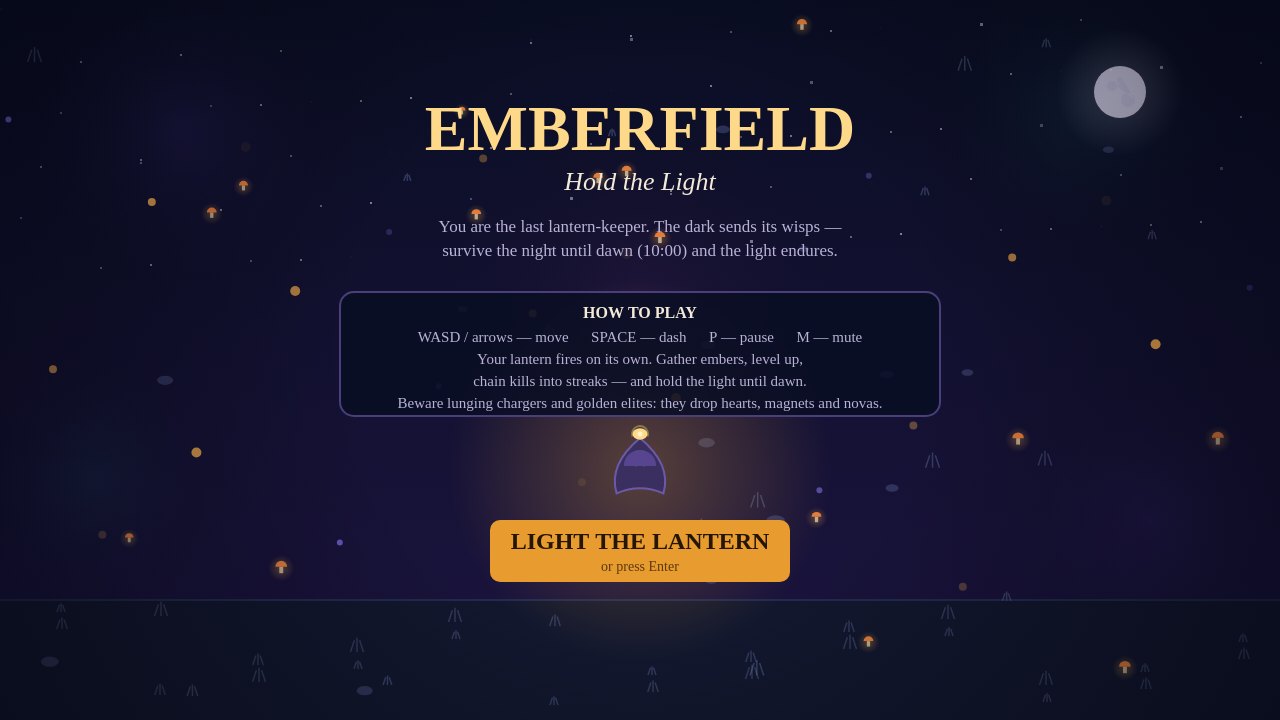 EMBERFIELD
Hold the Light
You are the last lantern-keeper. The dark sends its wisps —
survive the night until dawn (10:00) and the light endures.
HOW TO PLAY
WASD / arrows — move SPACE — dash P — pause M — mute
Your lantern fires on its own. Gather embers, level up,
chain kills into streaks — and hold the light until dawn.
Beware lunging chargers and golden elites: they drop hearts, magnets and novas.
LIGHT THE LANTERN
or press Enter